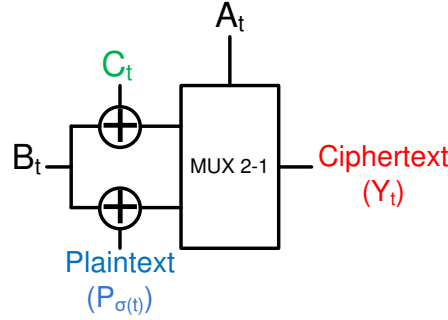 A_t
C_t
B_t
MUX 2-1
Ciphertext
(Y_t)
Plaintext
(P_σ(t))